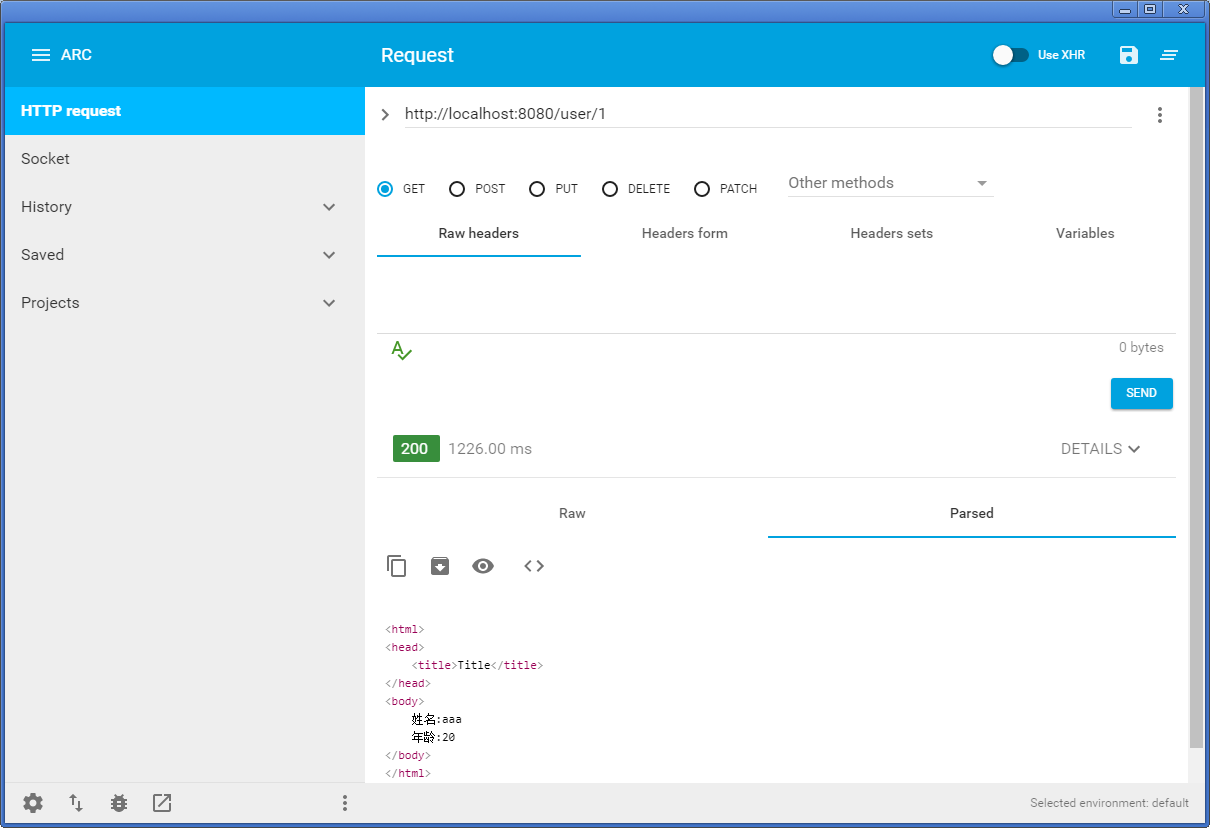 ARC
Request
Use XHR
HTTP request
Socket
History
Saved
Projects
http://localhost:8080/user/1
GET POST PUT DELETE PATCH Other methods
Raw headers Headers form Headers sets Variables
0 bytes
SEND
200 1226.00 ms DETAILS
Raw Parsed
<html>
<head>
    <title>Title</title>
</head>
<body>
    姓名:aaa
    年龄:20
</body>
</html>
Selected environment: default